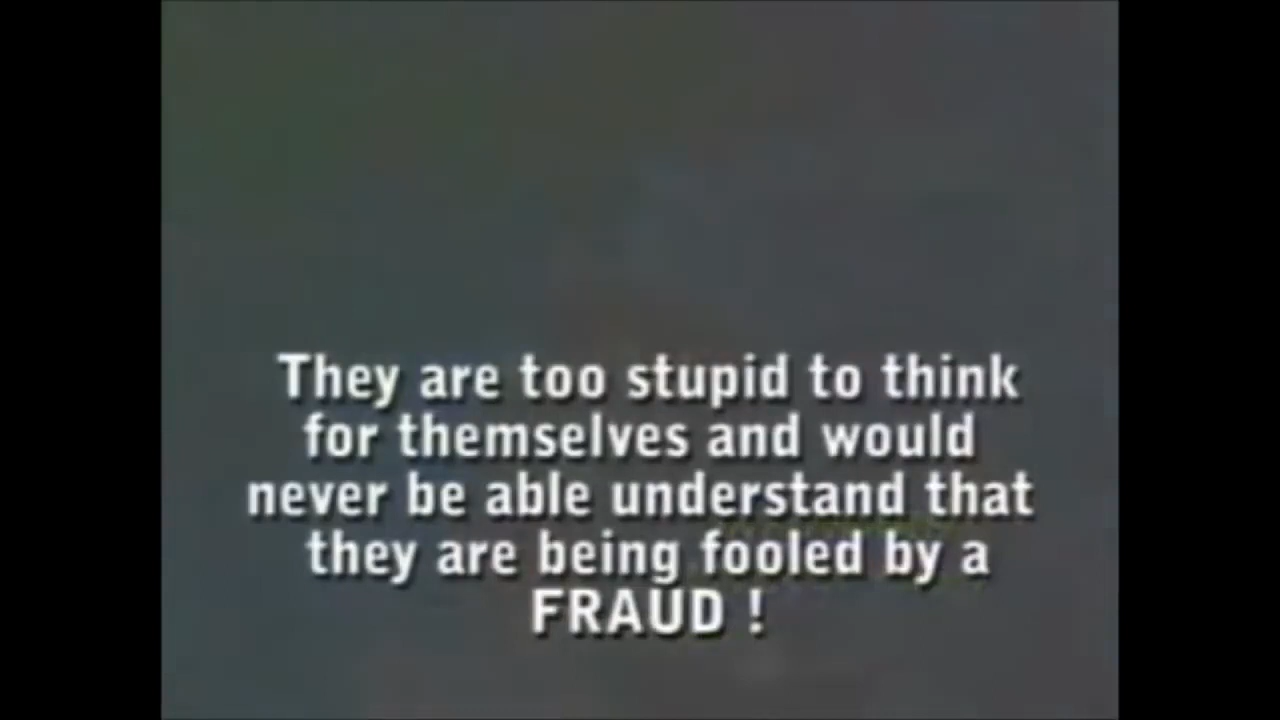 They are too stupid to think
for themselves and would
never be able understand that
they are being fooled by a
FRAUD !